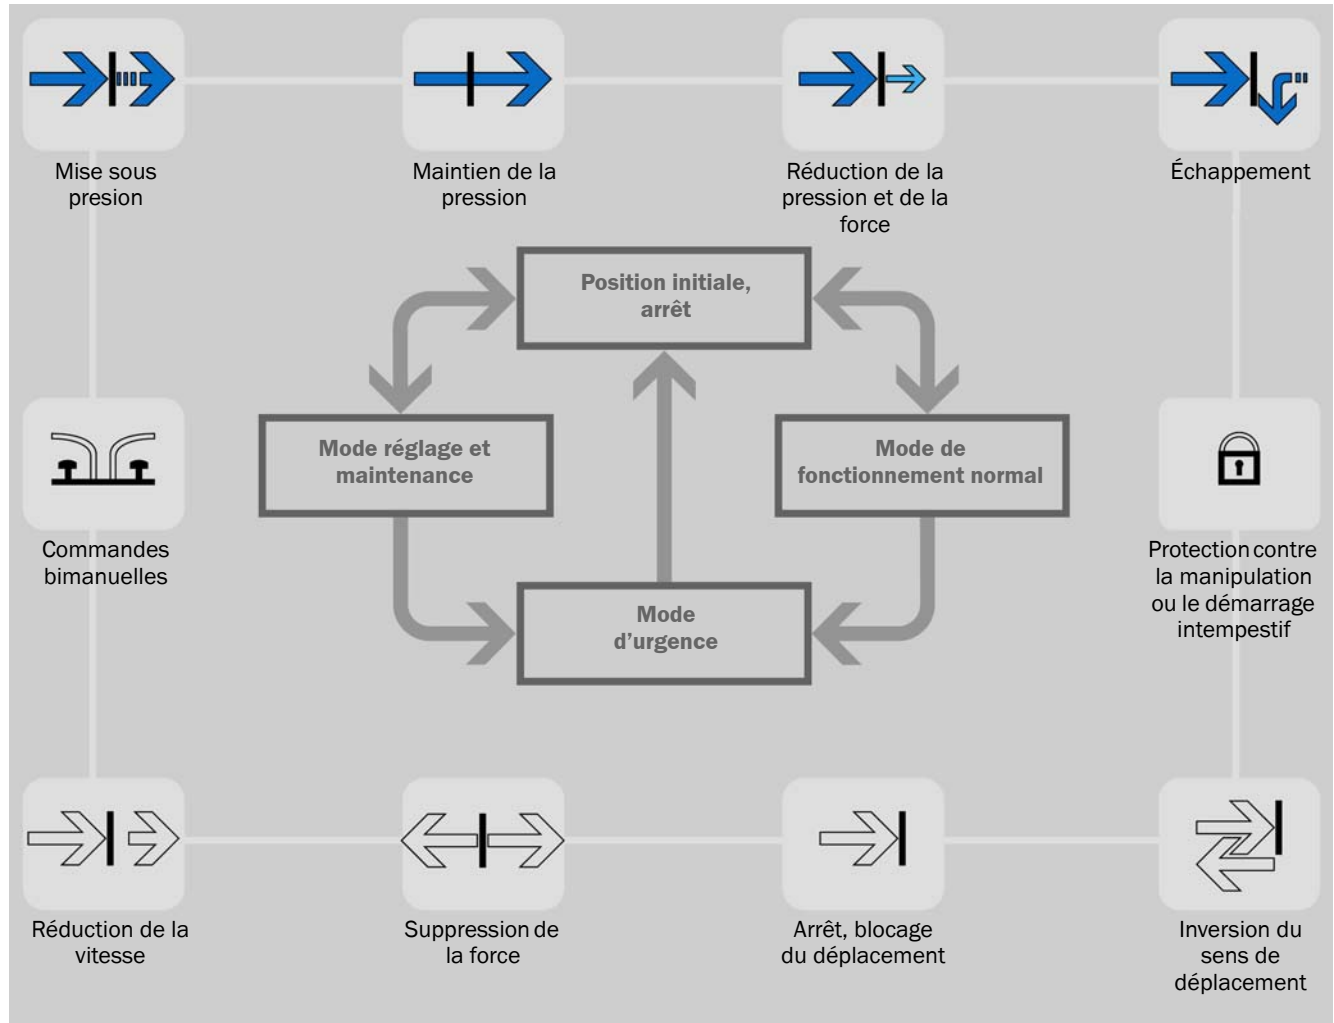 Mise sous
presion
Maintien de la
pression
Réduction de la
pression et de la
force
Échappement
Position initiale,
arrêt
Mode réglage et
maintenance
Mode de
fonctionnement normal
Mode
d'urgence
Commandes
bimanuelles
Protection contre
la manipulation
ou le démarrage
intempestif
Réduction de la
vitesse
Suppression de
la force
Arrêt, blocage
du déplacement
Inversion du
sens de
déplacement